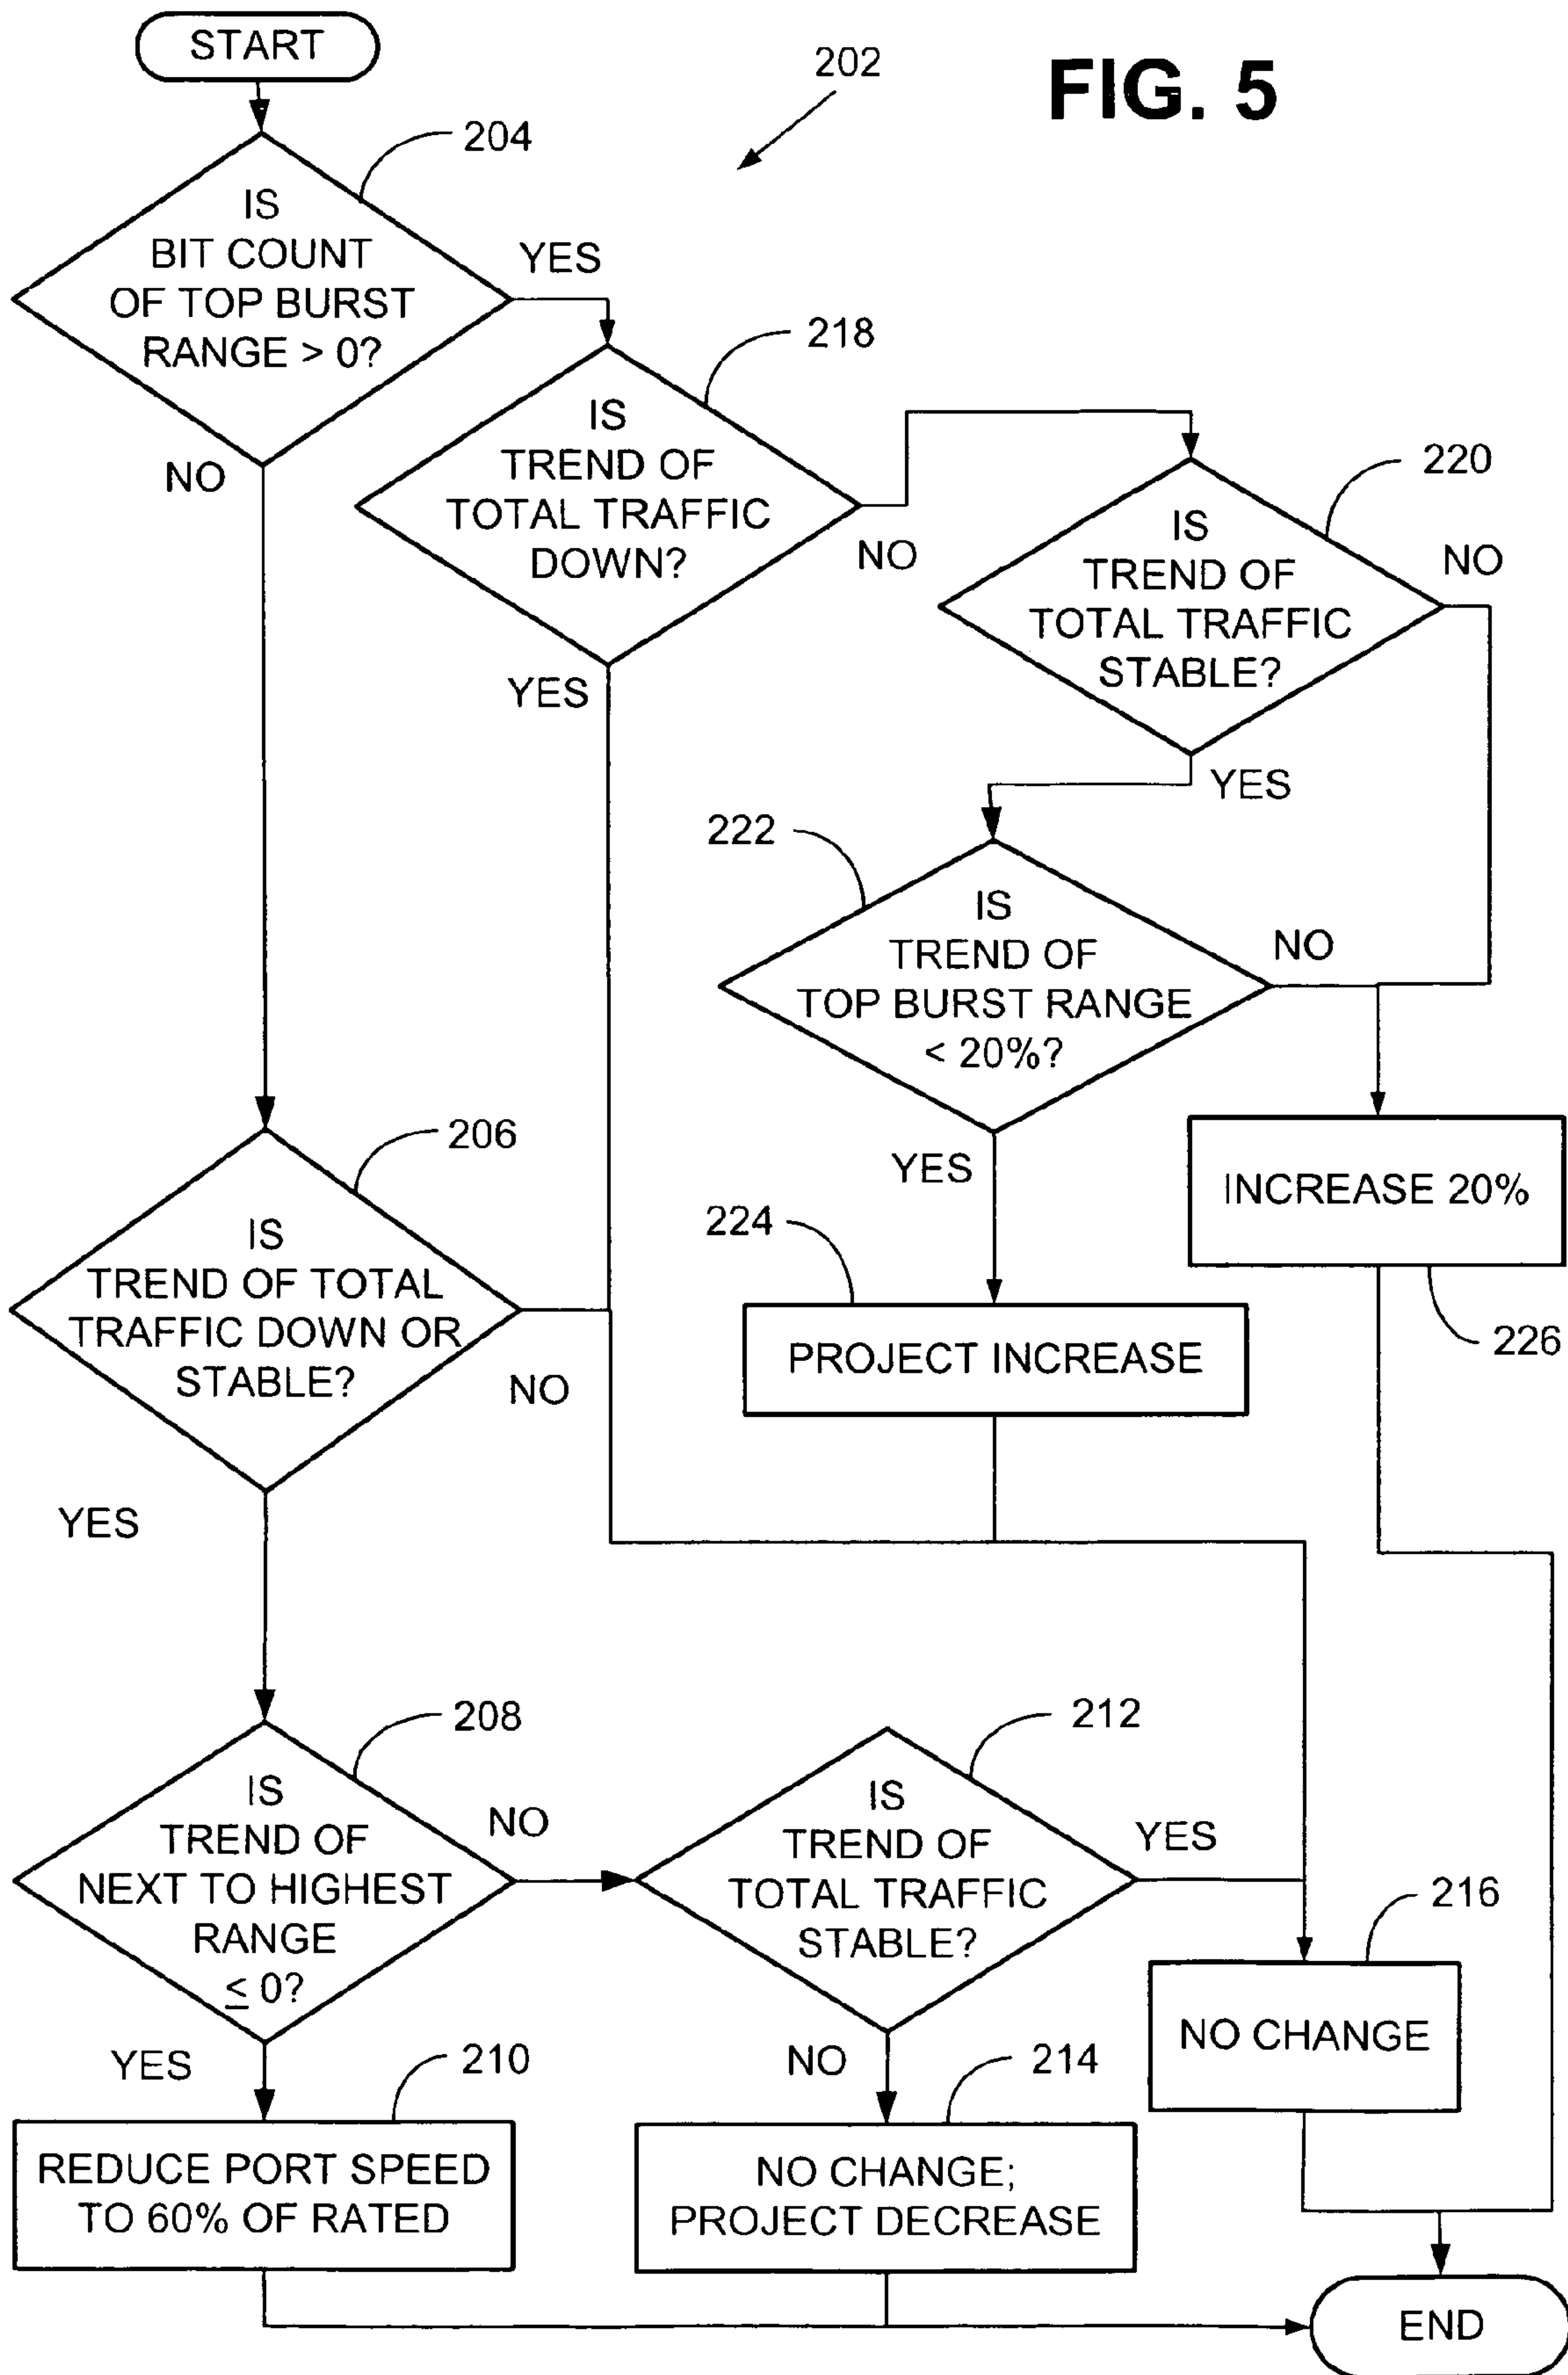 START
202
FIG. 5
204
IS
BIT COUNT
OF TOP BURST
RANGE > 0?
YES
NO
218
IS
TREND OF
TOTAL TRAFFIC
DOWN?
NO
YES
220
IS
TREND OF
TOTAL TRAFFIC
STABLE?
NO
YES
222
IS
TREND OF
TOP BURST RANGE
< 20%?
NO
YES
206
IS
TREND OF TOTAL
TRAFFIC DOWN OR
STABLE?
NO
YES
224
PROJECT INCREASE
INCREASE 20%
226
208
IS
TREND OF
NEXT TO HIGHEST
RANGE
≤ 0?
NO
YES
212
IS
TREND OF
TOTAL TRAFFIC
STABLE?
YES
NO
216
NO CHANGE
210
REDUCE PORT SPEED
TO 60% OF RATED
214
NO CHANGE;
PROJECT DECREASE
END